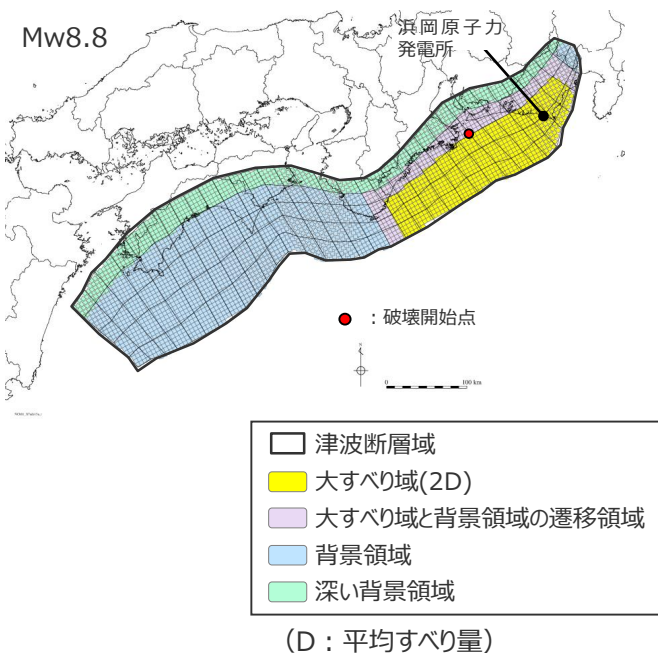 Mw8.8
浜岡原子力
発電所
：破壊開始点
0 100 km
津波断層域
大すべり域(2D)
大すべり域と背景領域の遷移領域
背景領域
深い背景領域
（D：平均すべり量）